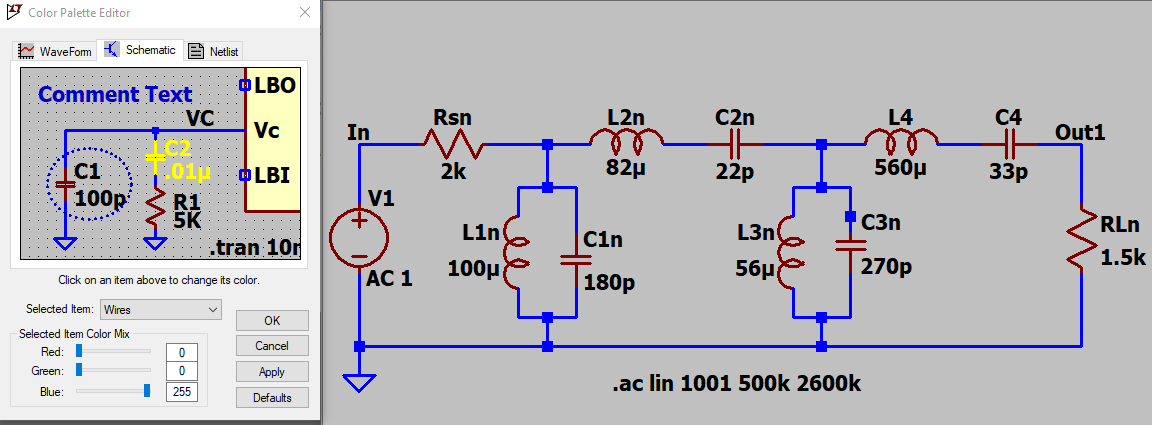 Color Palette Editor
WaveForm
Schematic
Netlist
Comment Text
LBO
VC
Vc
C2
.01µ
C1
100p
LBI
R1
5K
.tran 10n
Click on an item above to change its color.
Selected Item: Wires
Selected Item Color Mix
Red: 0
Green: 0
Blue: 255
OK
Cancel
Apply
Defaults
In
Rsn
2k
L2n
82µ
C2n
22p
L4
560µ
C4
33p
Out1
V1
AC 1
L1n
100µ
C1n
180p
L3n
56µ
C3n
270p
RLn
1.5k
.ac lin 1001 500k 2600k